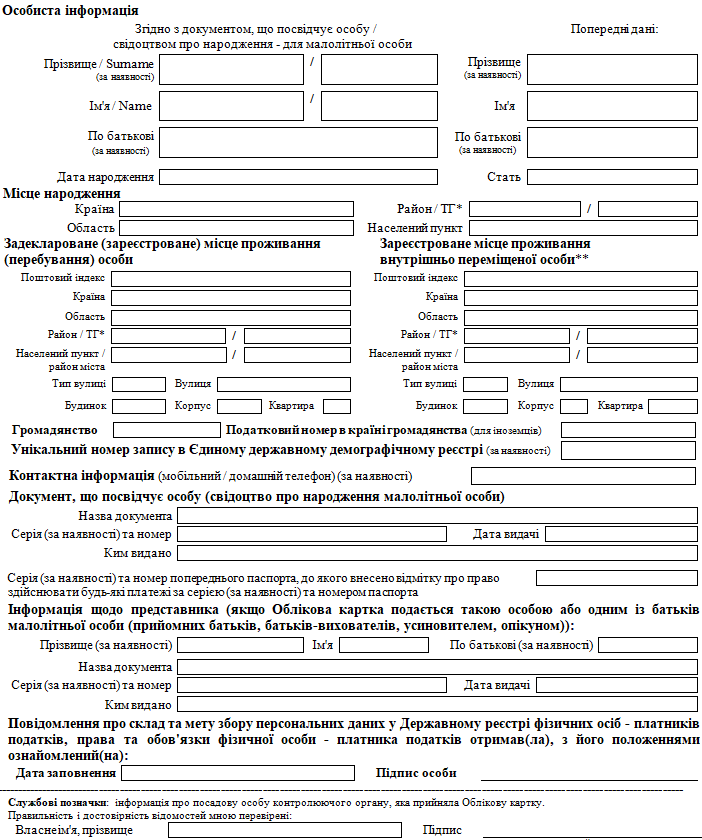 Особиста інформація
Згідно з документом, що посвідчує особу / Попередні дані:
свідоцтвом про народження - для малолітньої особи
Прізвище / Surname / Прізвище
(за наявності) (за наявності)
Ім'я / Name / Ім'я
По батькові По батькові
(за наявності) (за наявності)
Дата народження Стать
Місце народження
Країна Район / ТГ* /
Область Населений пункт
Задеклароване (зареєстроване) місце проживання Зареєстроване місце проживання
(перебування) особи внутрішньо переміщеної особи**
Поштовий індекс Поштовий індекс
Країна Країна
Область Область
Район / ТГ* / Район / ТГ* /
Населений пункт / / Населений пункт / /
район міста район міста
Тип вулиці Вулиця Тип вулиці Вулиця
Будинок Корпус Квартира Будинок Корпус Квартира
Громадянство Податковий номер в країні громадянства (для іноземців)
Унікальний номер запису в Єдиному державному демографічному реєстрі (за наявності)
Контактна інформація (мобільний / домашній телефон) (за наявності)
Документ, що посвідчує особу (свідоцтво про народження малолітньої особи)
Назва документа
Серія (за наявності) та номер Дата видачі
Ким видано
Серія (за наявності) та номер попереднього паспорта, до якого внесено відмітку про право
здійснювати будь-які платежі за серією (за наявності) та номером паспорта
Інформація щодо представника (якщо Облікова картка подається такою особою або одним із батьків
малолітної особи (прийомних батьків, батьків-вихователів, усиновителем, опікуном)):
Прізвище (за наявності) Ім'я По батькові (за наявності)
Назва документа
Серія (за наявності) та номер Дата видачі
Ким видано
Повідомлення про склад та мету збору персональних даних у Державному реєстрі фізичних осіб - платників
податків, права та обов'язки фізичної особи - платника податків отримав(ла), з його положеннями
ознайомлений(на):
Дата заповнення Підпис особи
Службові позначки: інформація про посадову особу контролюючого органу, яка прийняла Облікову картку.
Правильність і достовірність відомостей мною перевірені:
Власне ім'я, прізвище Підпис